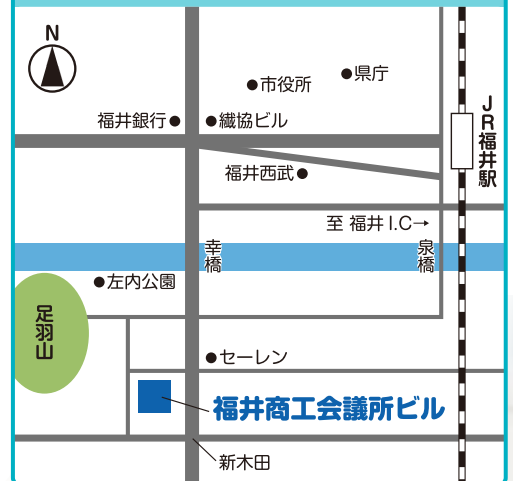 N
●県庁
●市役所
福井銀行●
●繊協ビル
JR福井駅
福井西武●
至 福井 I.C→
幸橋
泉橋
●左内公園
足羽山
●セーレン
福井商工会議所ビル
新木田